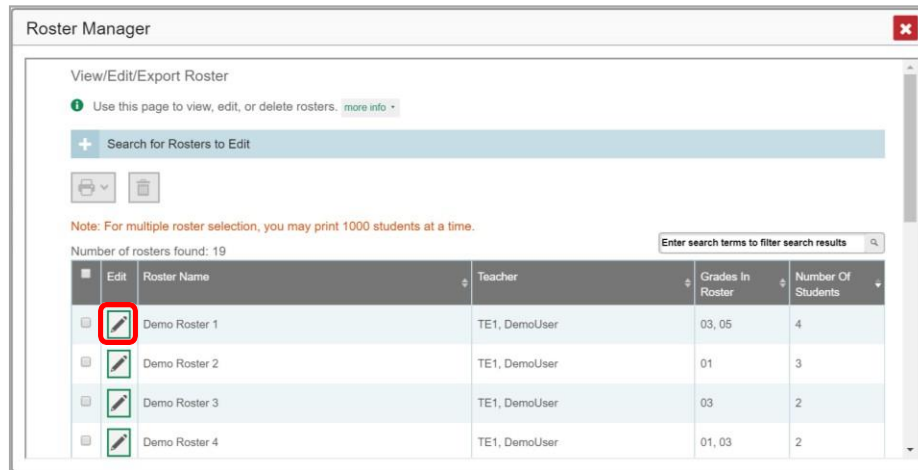 Roster Manager
View/Edit/Export Roster
Use this page to view, edit, or delete rosters. more info
Search for Rosters to Edit
Note: For multiple roster selection, you may print 1000 students at a time.
Number of rosters found: 19
Enter search terms to filter search results
Edit Roster Name Teacher Grades In Roster Number Of Students
Demo Roster 1 TE1, DemoUser 03, 05 4
Demo Roster 2 TE1, DemoUser 01 3
Demo Roster 3 TE1, DemoUser 03 2
Demo Roster 4 TE1, DemoUser 01, 03 2